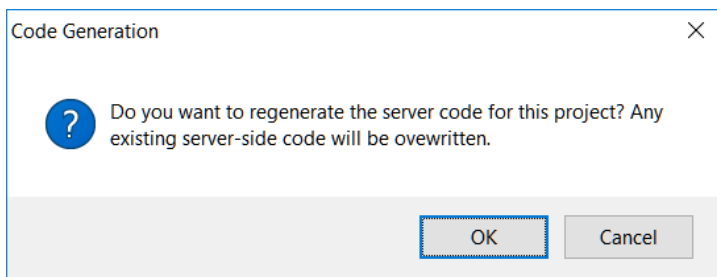 Code Generation
Do you want to regenerate the server code for this project? Any
existing server-side code will be ovewritten.
OK
Cancel